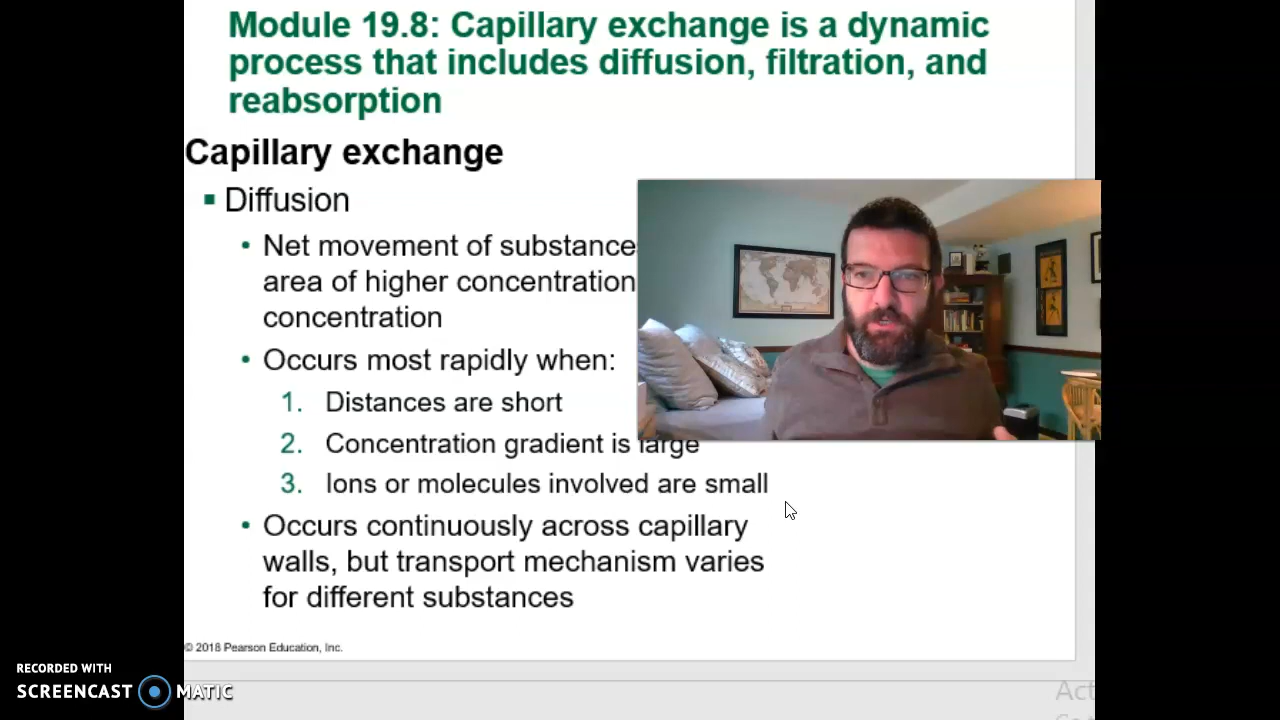 Module 19.8: Capillary exchange is a dynamic
process that includes diffusion, filtration, and
reabsorption
Capillary exchange
▪ Diffusion
• Net movement of substance
area of higher concentration
concentration
• Occurs most rapidly when:
1. Distances are short
2. Concentration gradient is large
3. Ions or molecules involved are small
• Occurs continuously across capillary
walls, but transport mechanism varies
for different substances
© 2018 Pearson Education, Inc.
RECORDED WITH
SCREENCAST MATIC